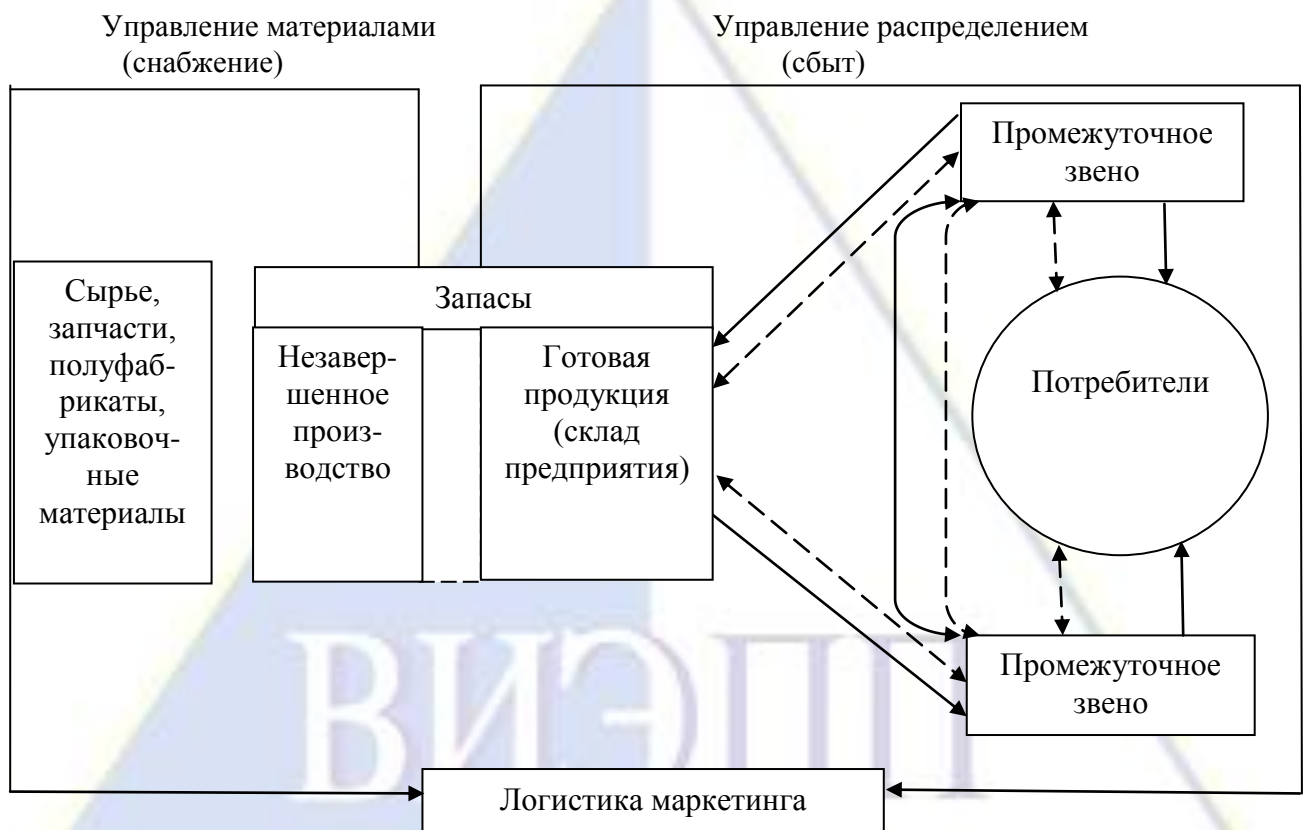 Управление материалами
(снабжение)
Управление распределением
(сбыт)
Промежуточное
звено
Сырье,
запчасти,
полуфаб-
рикаты,
упаковоч-
ные
материалы
Запасы
Незавер-
шенное
произ-
водство
Готовая
продукция
(склад
предприятия)
Потребители
Промежуточное
звено
ВИЭПП
Логистика маркетинга